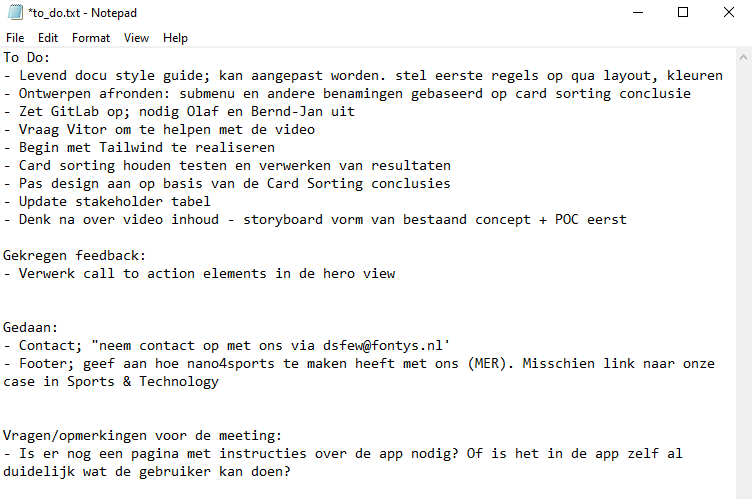 *to_do.txt - Notepad
File Edit Format View Help
To Do:
- Levend docu style guide; kan aangepast worden. stel eerste regels op qua layout, kleuren
- Ontwerpen afronden: submenu en andere benamingen gebaseerd op card sorting conclusie
- Zet GitLab op; nodig Olaf en Bernd-Jan uit
- Vraag Vitor om te helpen met de video
- Begin met Tailwind te realiseren
- Card sorting houden testen en verwerken van resultaten
- Pas design aan op basis van de Card Sorting conclusies
- Update stakeholder tabel
- Denk na over video inhoud - storyboard vorm van bestaand concept + POC eerst
Gekregen feedback:
- Verwerk call to action elements in de hero view
Gedaan:
- Contact; "neem contact op met ons via dsfew@fontys.nl'
- Footer; geef aan hoe nano4sports te maken heeft met ons (MER). Misschien link naar onze
case in Sports & Technology
Vragen/opmerkingen voor de meeting:
- Is er nog een pagina met instructies over de app nodig? Of is het in de app zelf al
duidelijk wat de gebruiker kan doen?